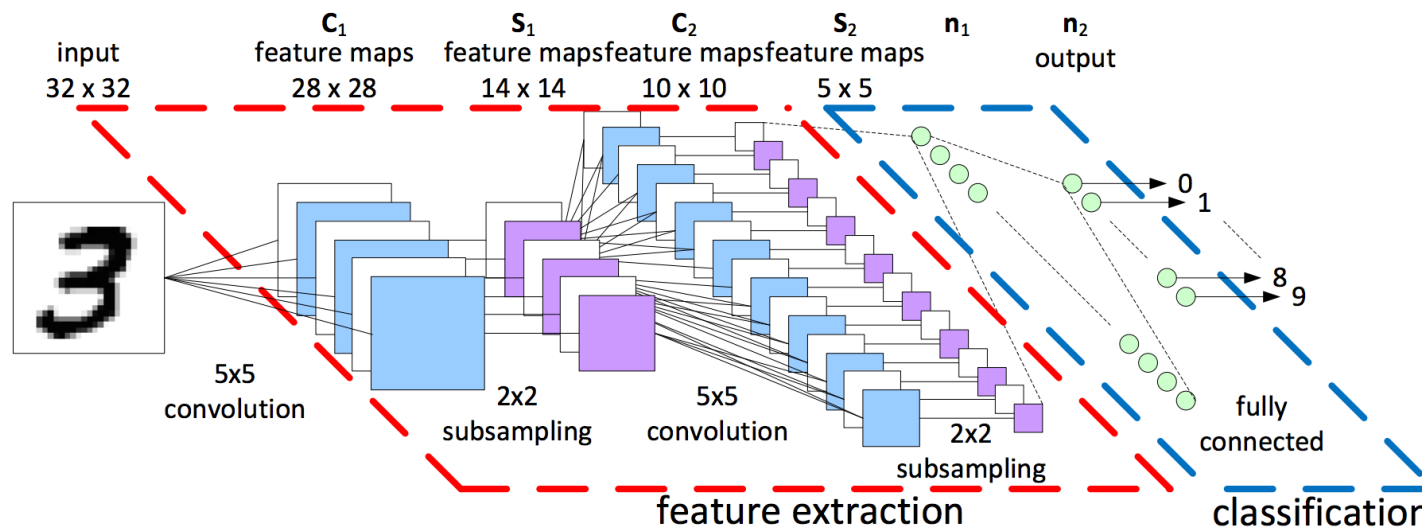 C1
S1
C2
S2
n1
n2
input
feature maps
feature maps
feature maps
feature maps
output
32 x 32
28 x 28
14 x 14
10 x 10
5 x 5
0
1
8
9
5x5
convolution
2x2
subsampling
5x5
convolution
2x2
subsampling
fully
connected
feature extraction
classification